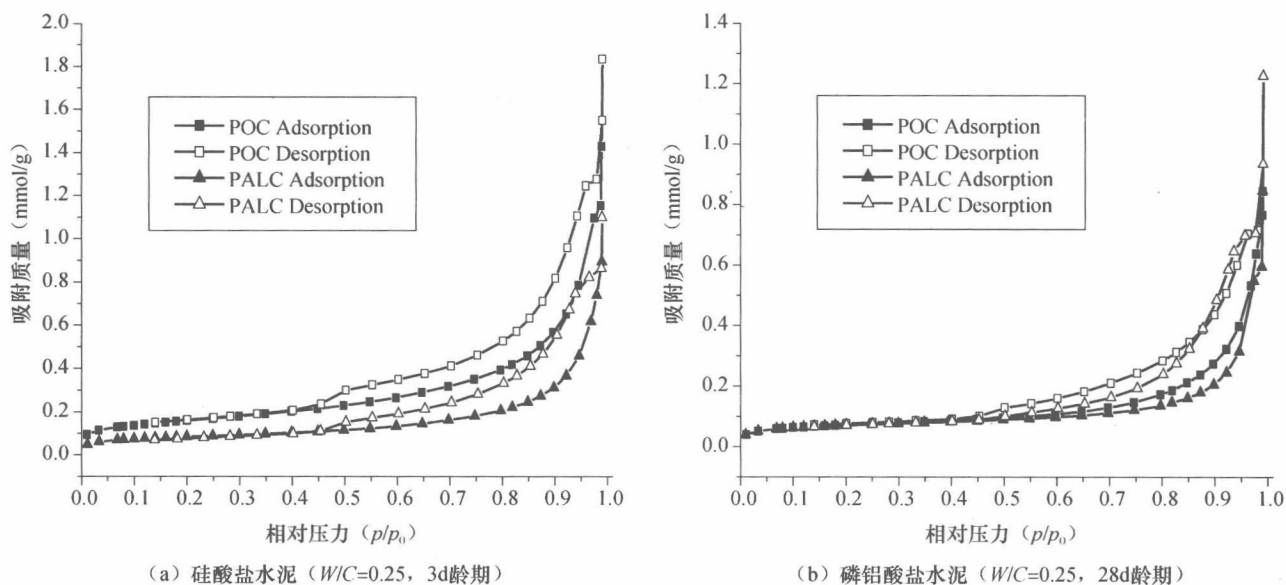 2.0
1.8
1.6
1.4
1.2
1.0
0.8
0.6
0.4
0.2
0.0
吸附质量(mmol/g)
POC Adsorption
POC Desorption
PALC Adsorption
PALC Desorption
0.0 0.1 0.2 0.3 0.4 0.5 0.6 0.7 0.8 0.9 1.0
相对压力(p/p₀)
(a)硅酸盐水泥(W/C=0.25,3d龄期)
1.4
1.2
1.0
0.8
0.6
0.4
0.2
0.0
吸附质量(mmol/g)
POC Adsorption
POC Desorption
PALC Adsorption
PALC Desorption
0.0 0.1 0.2 0.3 0.4 0.5 0.6 0.7 0.8 0.9 1.0
相对压力(p/p₀)
(b)磷铝酸盐水泥(W/C=0.25,28d龄期)